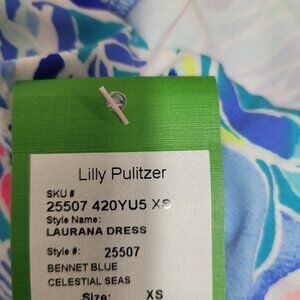 Lilly Pulitzer
SKU #
25507 420YU5 XS
Style Name:
LAURANA DRESS
Style #: 25507
BENNET BLUE
CELESTIAL SEAS
Size: XS